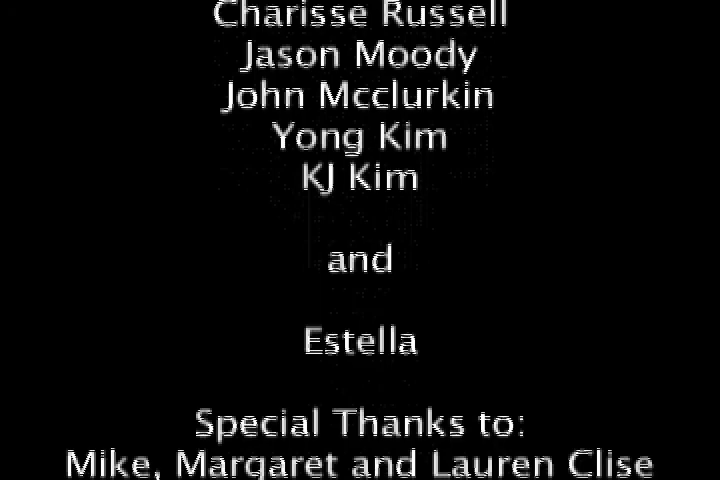 Charisse Russell
Jason Moody
John Mcclurkin
Yong Kim
KJ Kim
and
Estella
Special Thanks to:
Mike, Margaret and Lauren Clise